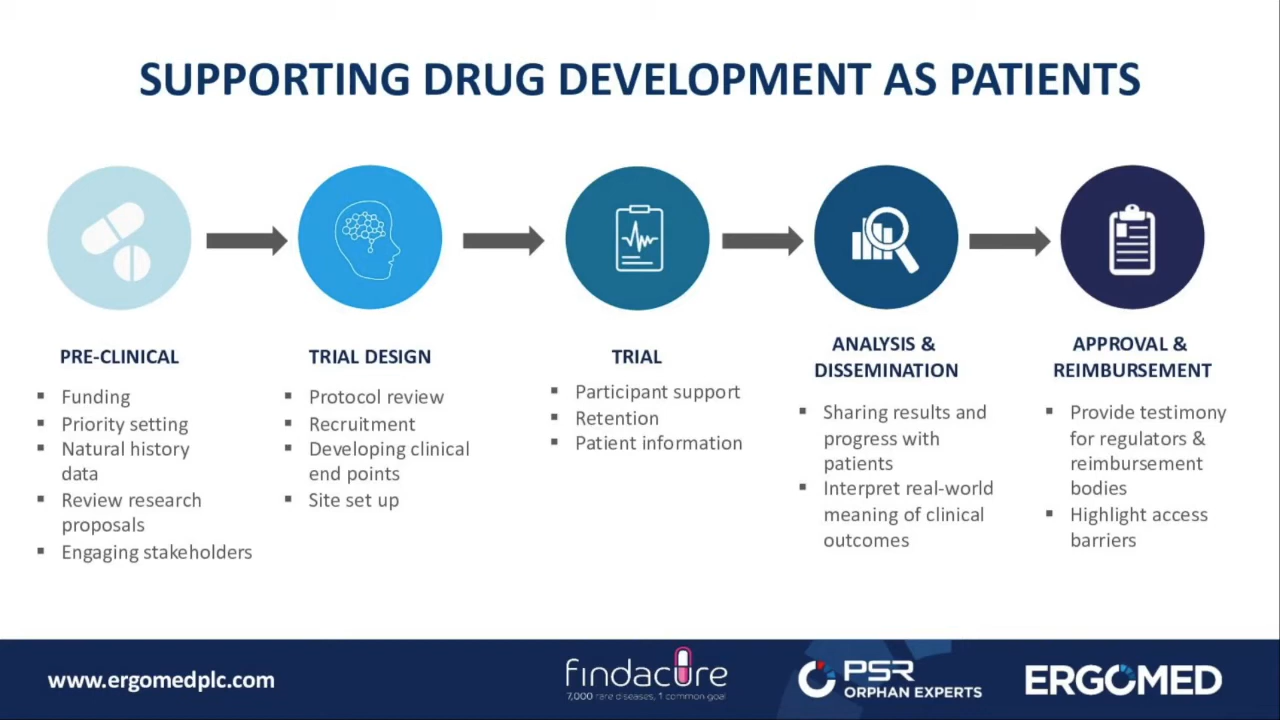 SUPPORTING DRUG DEVELOPMENT AS PATIENTS
PRE-CLINICAL
▪ Funding
▪ Priority setting
▪ Natural history
data
▪ Review research
proposals
▪ Engaging stakeholders
TRIAL DESIGN
▪ Protocol review
▪ Recruitment
▪ Developing clinical
end points
▪ Site set up
TRIAL
▪ Participant support
▪ Retention
▪ Patient information
ANALYSIS &
DISSEMINATION
▪ Sharing results and
progress with
patients
▪ Interpret real-world
meaning of clinical
outcomes
APPROVAL &
REIMBURSEMENT
▪ Provide testimony
for regulators &
reimbursement
bodies
▪ Highlight access
barriers
www.ergomedplc.com
findacure
7,000 rare diseases, 1 common goal
PSR
ORPHAN EXPERTS
ERGOMED